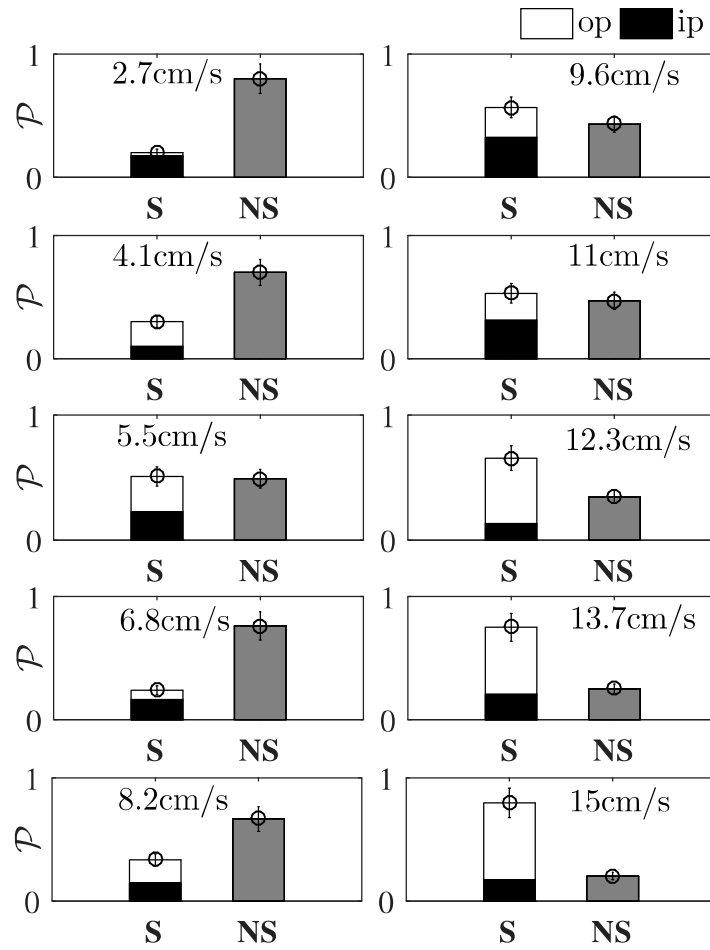 op ip
1 2.7cm/s 1 9.6cm/s
𝒫
0 0
S NS S NS
1 4.1cm/s 1 11cm/s
𝒫
0 0
S NS S NS
1 5.5cm/s 1 12.3cm/s
𝒫
0 0
S NS S NS
1 6.8cm/s 1 13.7cm/s
𝒫
0 0
S NS S NS
1 8.2cm/s 1 15cm/s
𝒫
0 0
S NS S NS